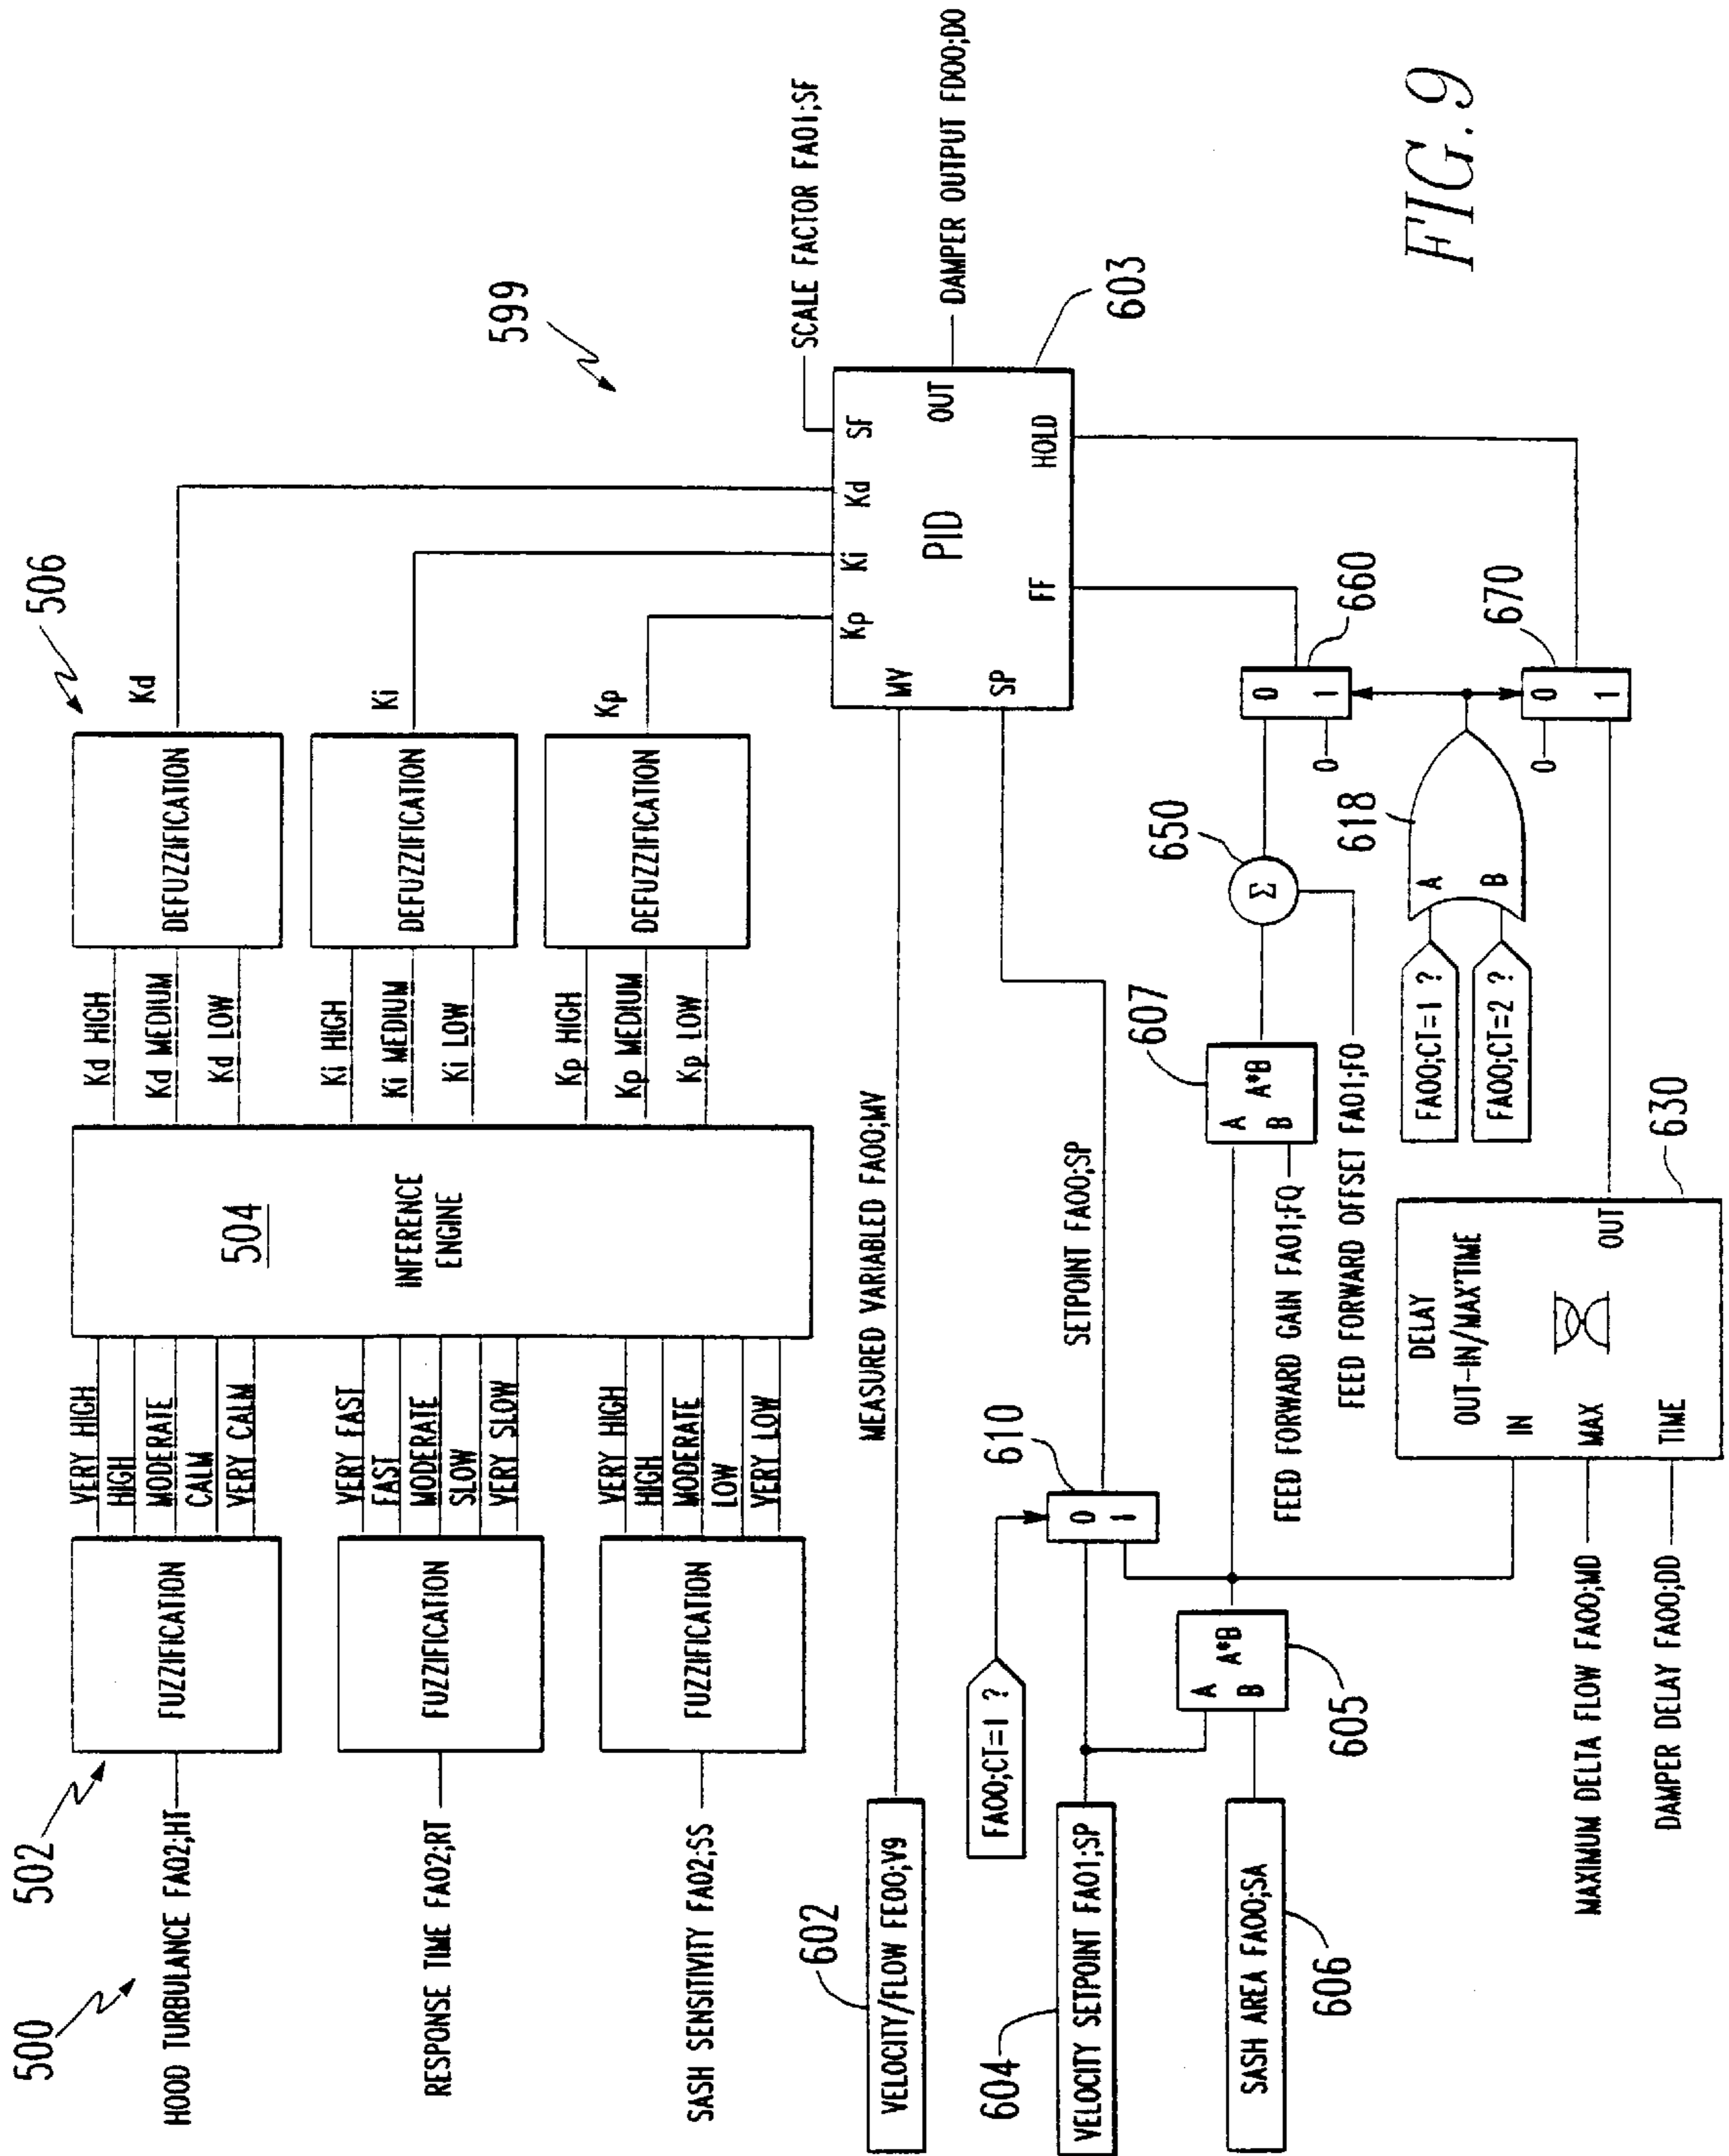 500
502
506
599
HOOD TURBULANCE FA02;HT
FUZZIFICATION
VERY HIGH
HIGH
MODERATE
CALM
VERY CALM
RESPONSE TIME FA02;RT
FUZZIFICATION
VERY FAST
FAST
MODERATE
SLOW
VERY SLOW
SASH SENSITIVITY FA02;SS
FUZZIFICATION
VERY HIGH
HIGH
MODERATE
LOW
VERY LOW
504
INFERENCE
ENGINE
Kd HIGH
Kd MEDIUM
Kd LOW
DEFUZZIFICATION
Kd
Ki HIGH
Ki MEDIUM
Ki LOW
DEFUZZIFICATION
Ki
Kp HIGH
Kp MEDIUM
Kp LOW
DEFUZZIFICATION
Kp
SCALE FACTOR FA01;SF
602
VELOCITY/FLOW FE00;V9
MEASURED VARIABLED FA00;MV
Kp
Ki
Kd
SF
MV
SP
PID
OUT
FF
HOLD
DAMPER OUTPUT FD00;DO
603
FA00;CT=1 ?
610
0
1
SETPOINT FA00;SP
604
VELOCITY SETPOINT FA01;SP
605
A
B
A*B
SASH AREA FA00;SA
606
607
A
B
A*B
FEED FORWARD GAIN FA01;FQ
650
Σ
FEED FORWARD OFFSET FA01;FO
660
0
1
0
618
A
B
FA00;CT=1 ?
FA00;CT=2 ?
670
0
1
0
MAXIMUM DELTA FLOW FA00;MD
DAMPER DELAY FA00;DD
DELAY
OUT-IN/MAX'TIME
IN
MAX
TIME
OUT
630
FIG. 9